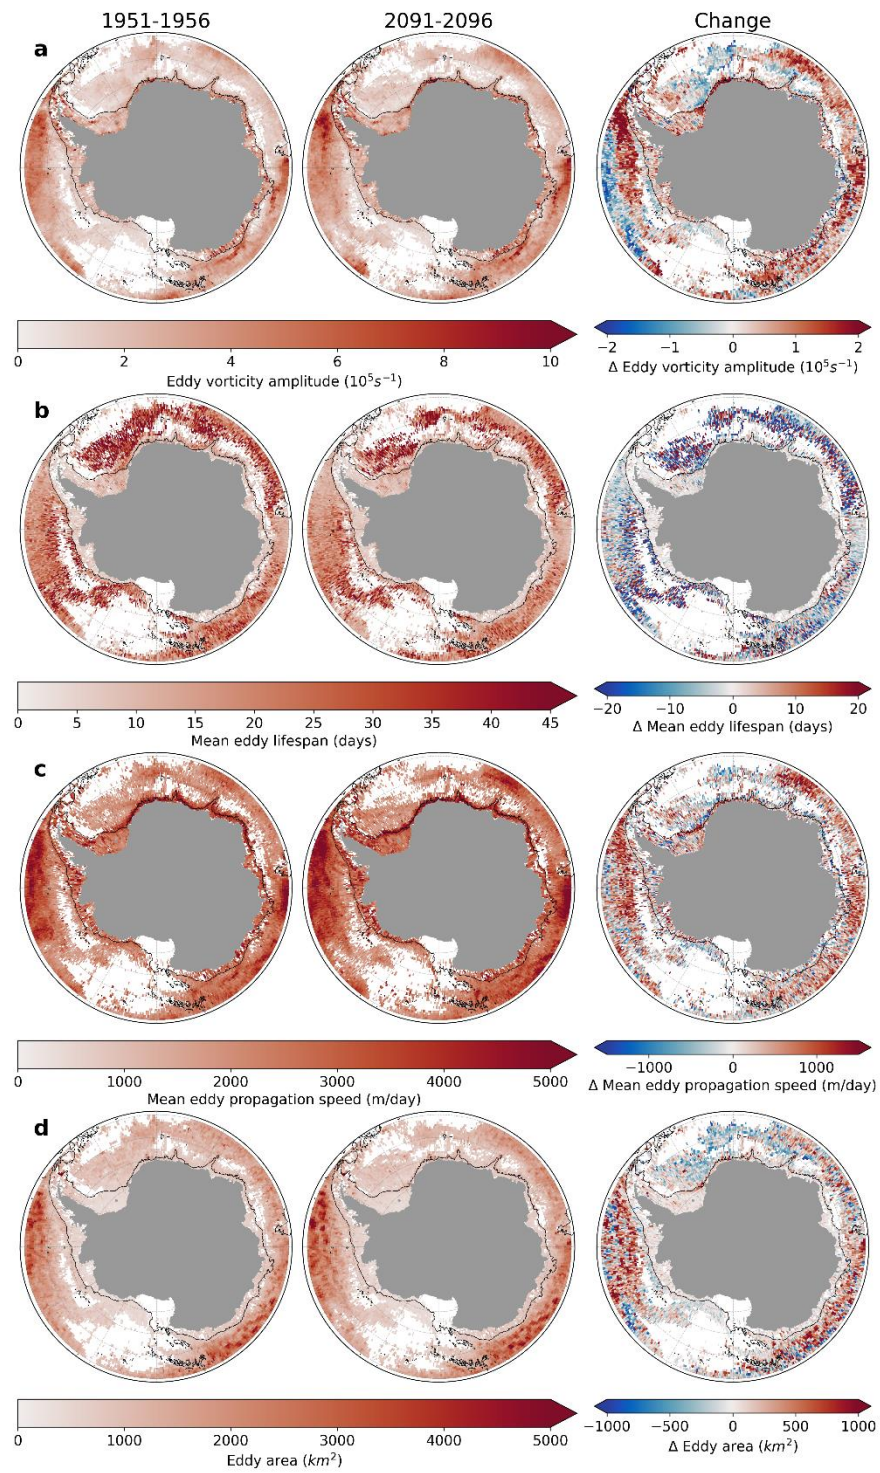 1951-1956 2091-2096 Change
a
0 2 4 6 8 10 −2 −1 0 1 2
Eddy vorticity amplitude (10⁵s⁻¹) Δ Eddy vorticity amplitude (10⁵s⁻¹)
b
0 5 10 15 20 25 30 35 40 45 −20 −10 0 10 20
Mean eddy lifespan (days) Δ Mean eddy lifespan (days)
c
0 1000 2000 3000 4000 5000 −1000 0 1000
Mean eddy propagation speed (m/day) Δ Mean eddy propagation speed (m/day)
d
0 1000 2000 3000 4000 5000 −1000 −500 0 500 1000
Eddy area (km²) Δ Eddy area (km²)